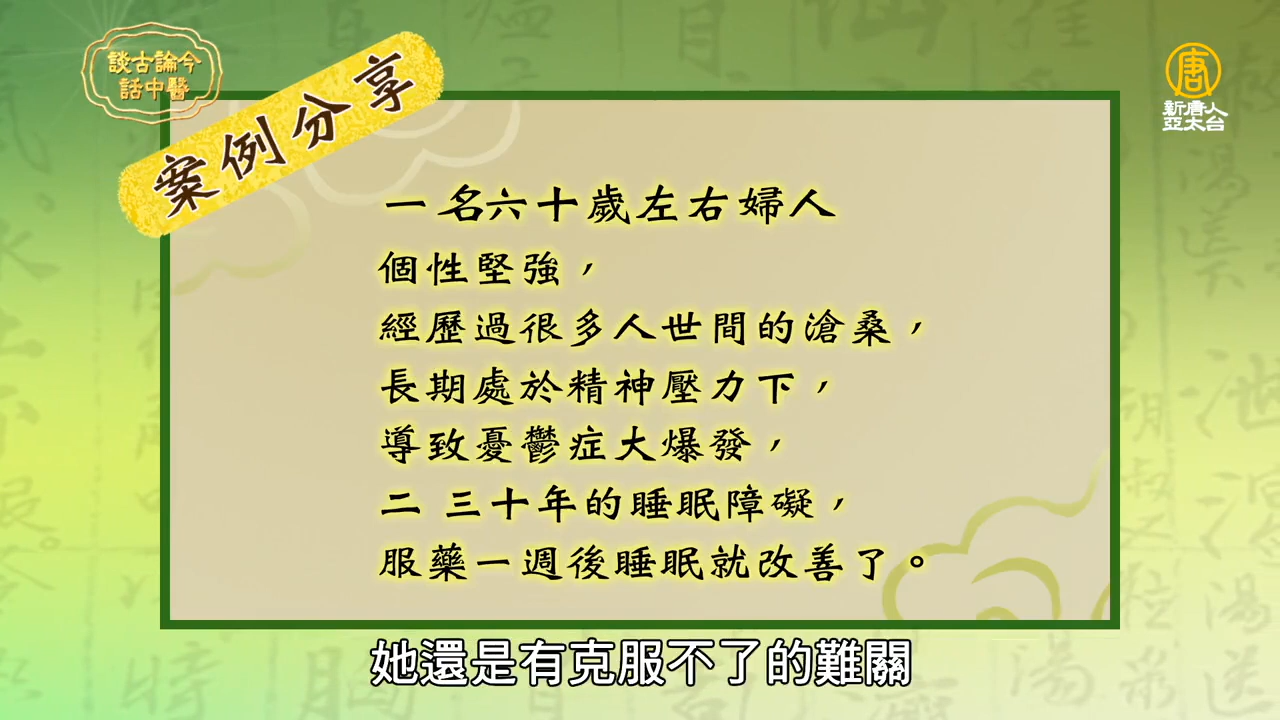 談古論今
話中醫
案例分享
新唐人
亞太台
一名六十歲左右婦人
個性堅強，
經歷過很多人世間的滄桑，
長期處於精神壓力下，
導致憂鬱症大爆發，
二 三十年的睡眠障礙，
服藥一週後睡眠就改善了。
她還是有克服不了的難關